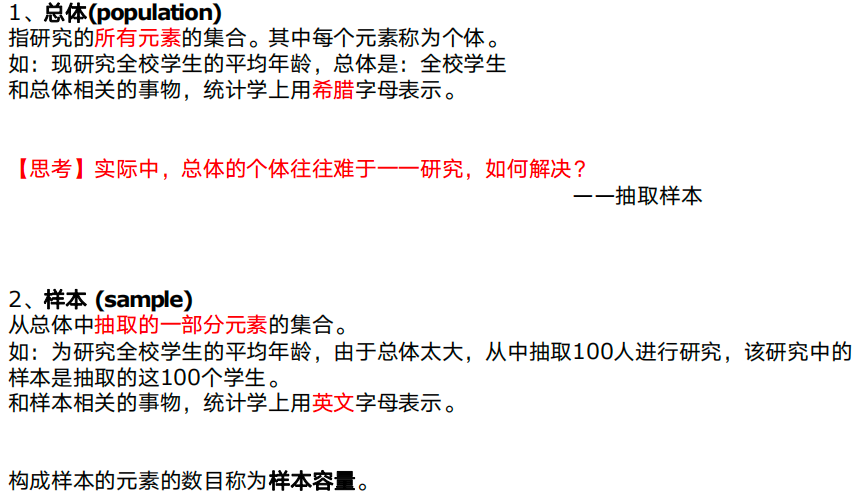 1、总体(population)
指研究的所有元素的集合。其中每个元素称为个体。
如：现研究全校学生的平均年龄，总体是：全校学生
和总体相关的事物，统计学上用希腊字母表示。
【思考】实际中，总体的个体往往难于一一研究，如何解决？
——抽取样本
2、样本 (sample)
从总体中抽取的一部分元素的集合。
如：为研究全校学生的平均年龄，由于总体太大，从中抽取100人进行研究，该研究中的
样本是抽取的这100个学生。
和样本相关的事物，统计学上用英文字母表示。
构成样本的元素的数目称为样本容量。